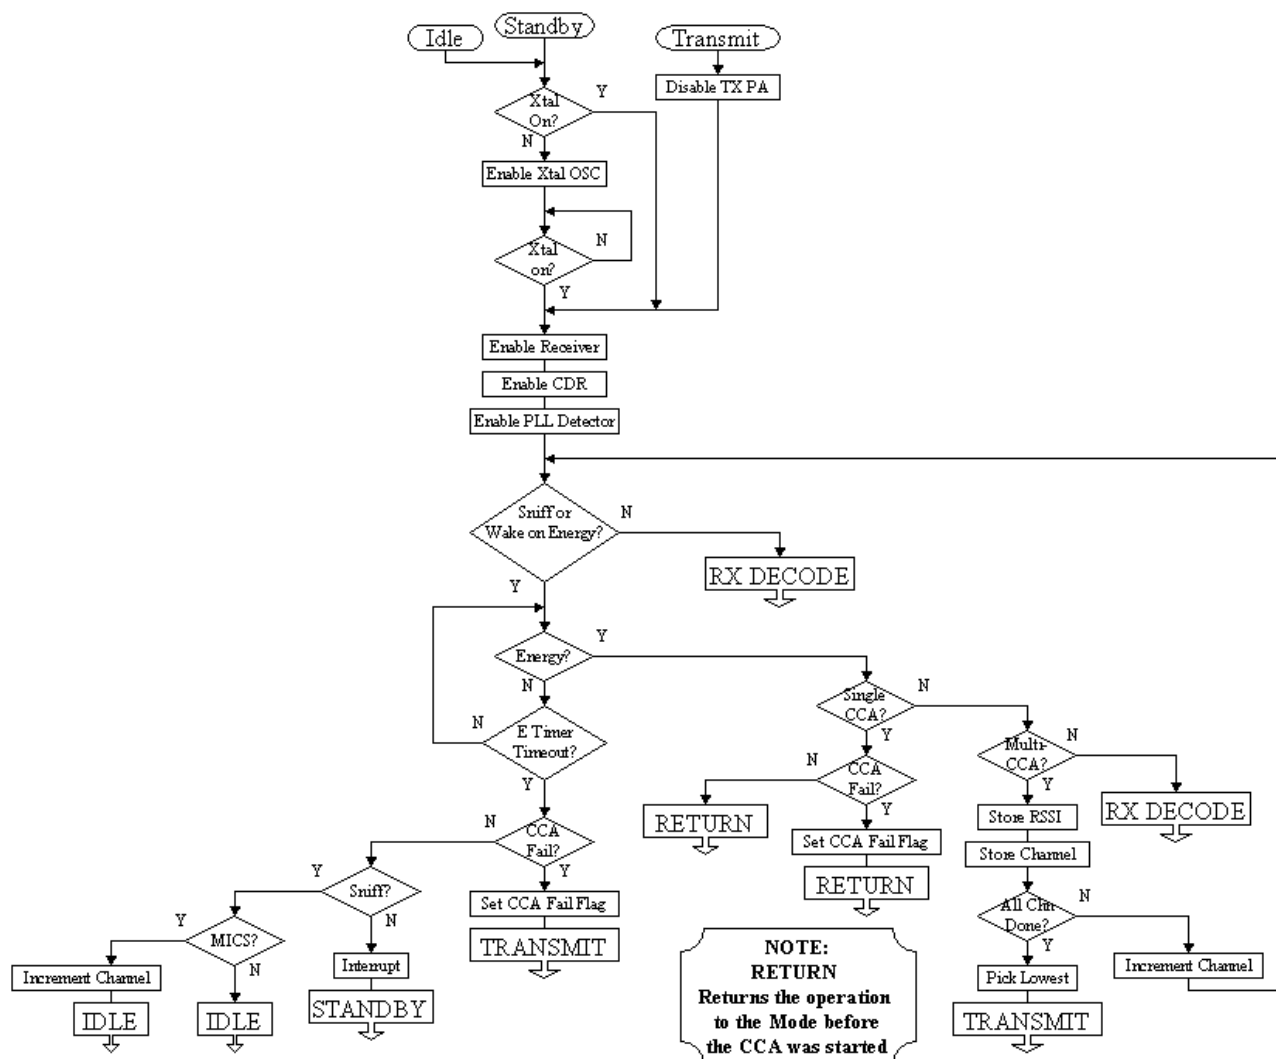 Idle
Standby
Transmit
Disable TX PA
Xtal
On?
Y
N
Enable Xtal OSC
Xtal
on?
N
Y
Enable Receiver
Enable CDR
Enable PLL Detector
Sniff or
Wake on Energy?
N
Y
RX DECODE
Energy?
Y
N
E Timer
Timeout?
N
Y
Single
CCA?
N
Y
Multi-
CCA?
N
Y
CCA
Fail?
N
Y
RETURN
Set CCA Fail Flag
RETURN
Store RSSI
Store Channel
RX DECODE
All Chn
Done?
N
Y
Pick Lowest
TRANSMIT
Increment Channel
CCA
Fail?
N
Y
Set CCA Fail Flag
TRANSMIT
Sniff?
Y
N
Interrupt
STANDBY
MICS?
Y
N
Increment Channel
IDLE
IDLE
NOTE:
RETURN
Returns the operation
to the Mode before
the CCA was started